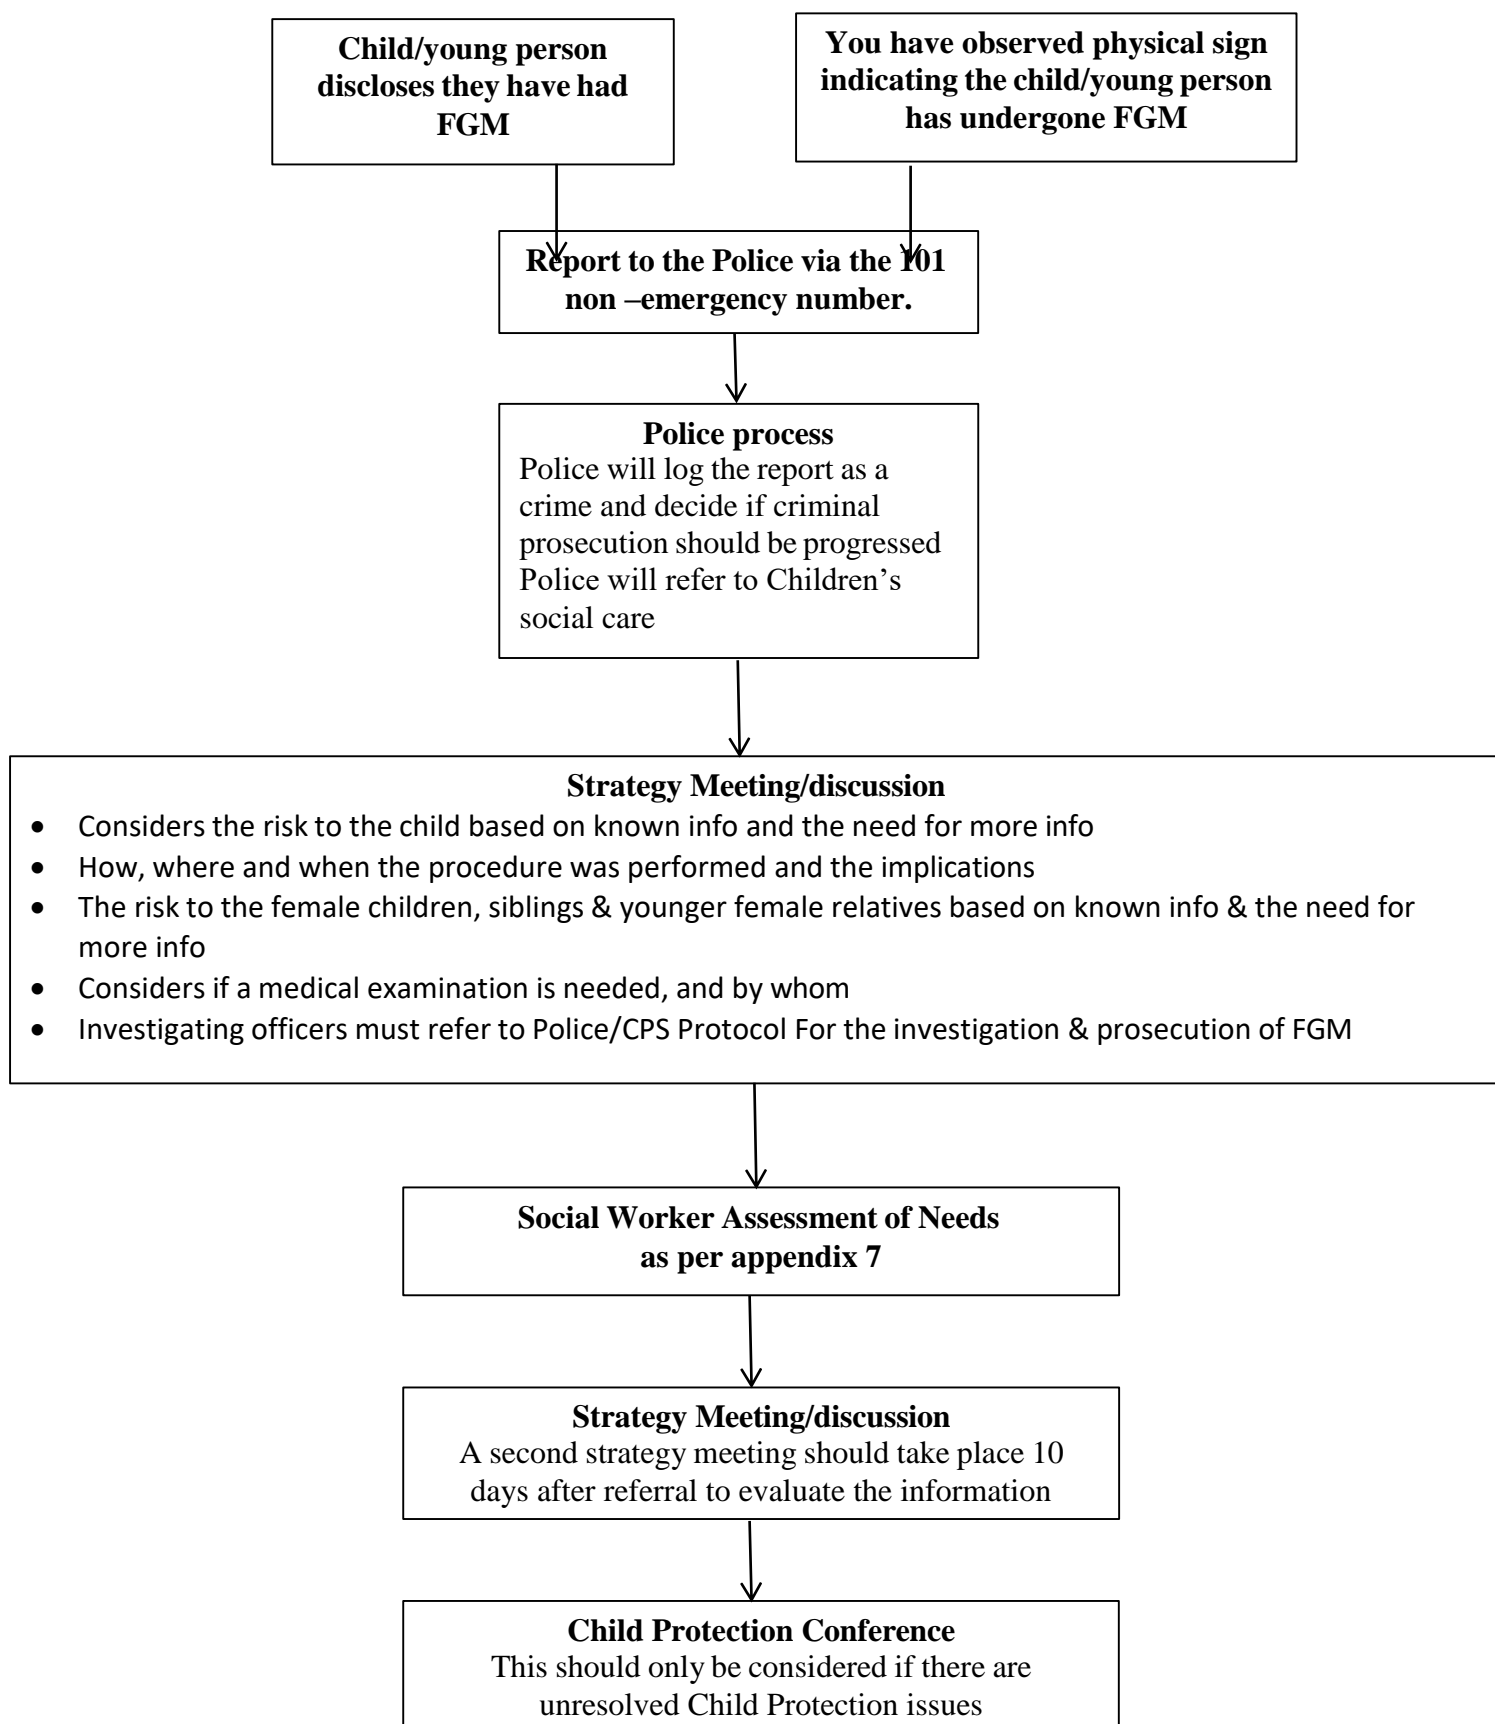 Child/young person
discloses they have had
FGM
You have observed physical sign
indicating the child/young person
has undergone FGM
Report to the Police via the 101
non –emergency number.
Police process
Police will log the report as a
crime and decide if criminal
prosecution should be progressed
Police will refer to Children’s
social care
Strategy Meeting/discussion
• Considers the risk to the child based on known info and the need for more info
• How, where and when the procedure was performed and the implications
• The risk to the female children, siblings & younger female relatives based on known info & the need for
more info
• Considers if a medical examination is needed, and by whom
• Investigating officers must refer to Police/CPS Protocol For the investigation & prosecution of FGM
Social Worker Assessment of Needs
as per appendix 7
Strategy Meeting/discussion
A second strategy meeting should take place 10
days after referral to evaluate the information
Child Protection Conference
This should only be considered if there are
unresolved Child Protection issues